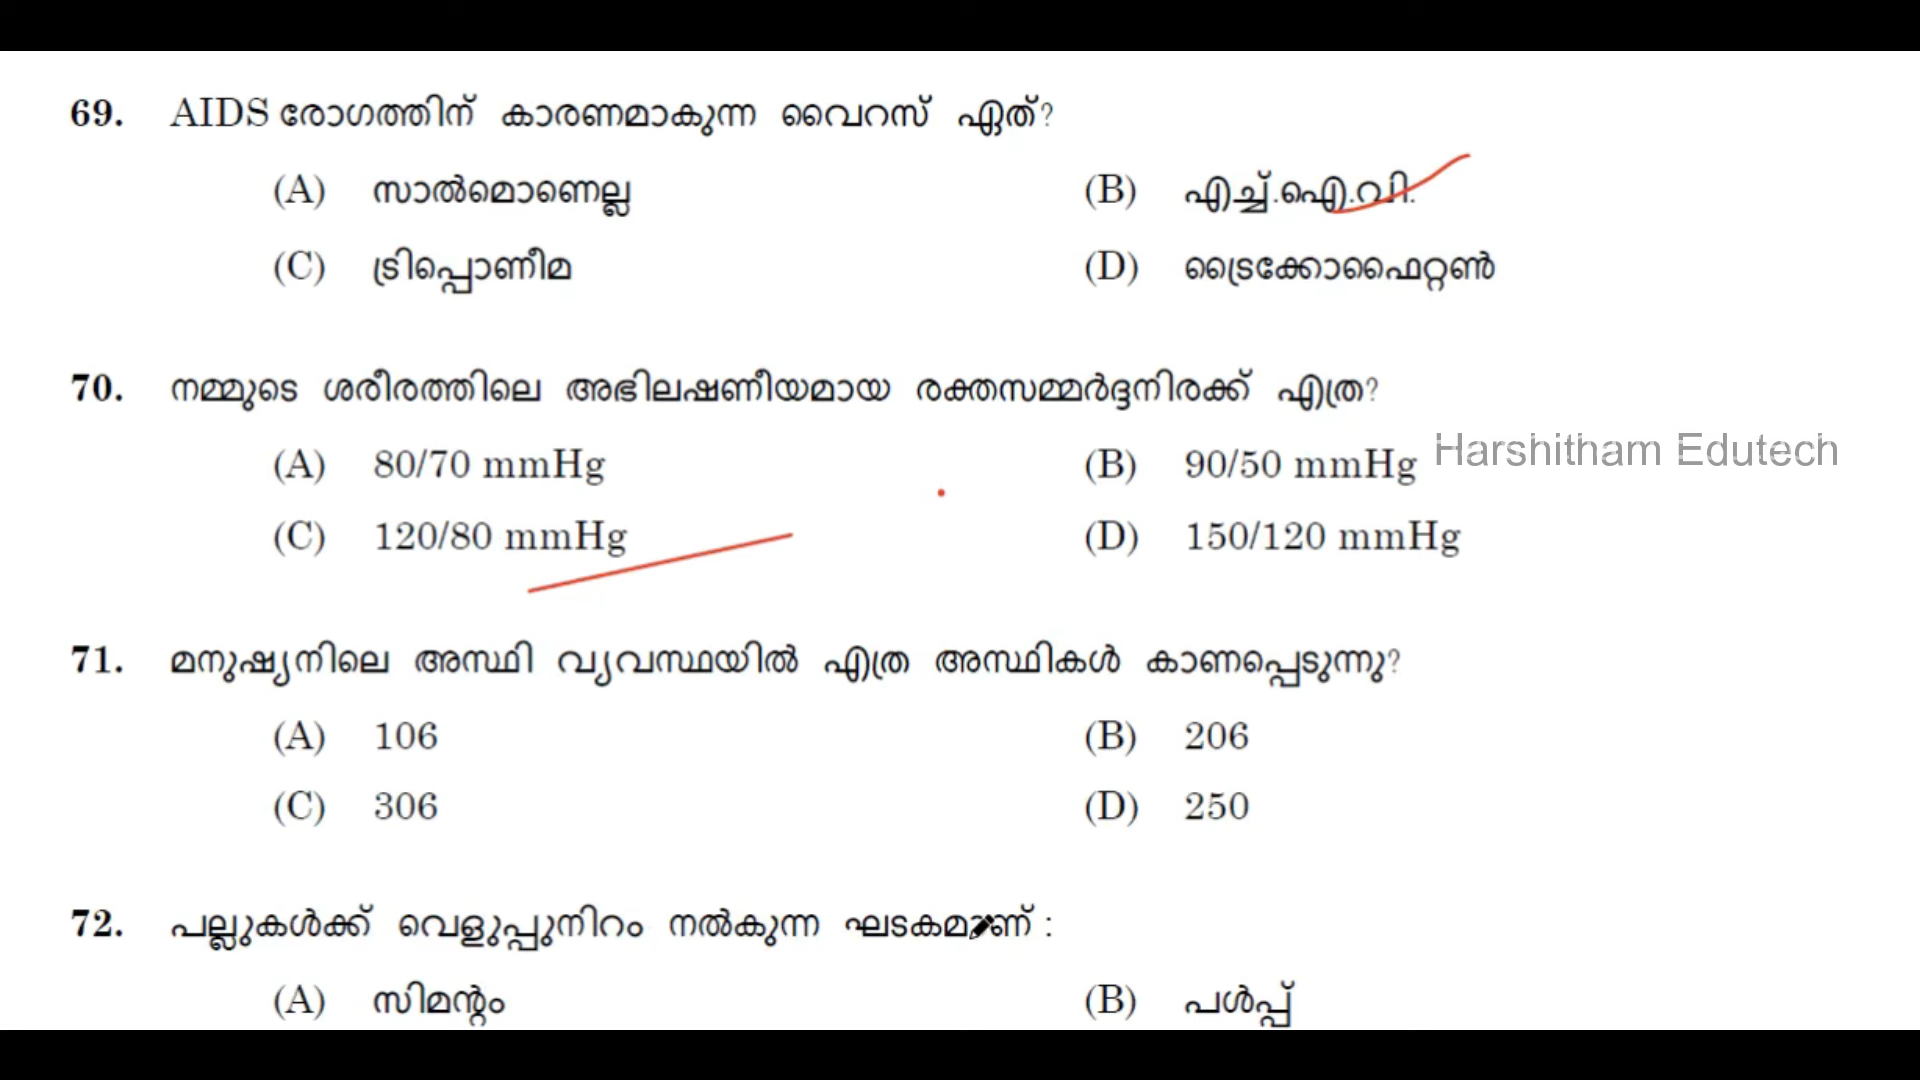 69. AIDS രോഗത്തിന് കാരണമാകുന്ന വൈറസ് ഏത്?
(A) സാൽമൊണെല്ല (B) എച്ച്.ഐ.വി.
(C) ട്രിപ്പൊണീമ (D) ട്രൈക്കോഫൈറ്റൺ
70. നമ്മുടെ ശരീരത്തിലെ അഭിലഷണീയമായ രക്തസമ്മർദ്ദനിരക്ക് എത്ര?
(A) 80/70 mmHg (B) 90/50 mmHg Harshitham Edutech
(C) 120/80 mmHg (D) 150/120 mmHg
71. മനുഷ്യനിലെ അസ്ഥി വ്യവസ്ഥയിൽ എത്ര അസ്ഥികൾ കാണപ്പെടുന്നു?
(A) 106 (B) 206
(C) 306 (D) 250
72. പല്ലുകൾക്ക് വെളുപ്പുനിറം നൽകുന്ന ഘടകമാണ് :
(A) സിമന്റം (B) പൾപ്പ്